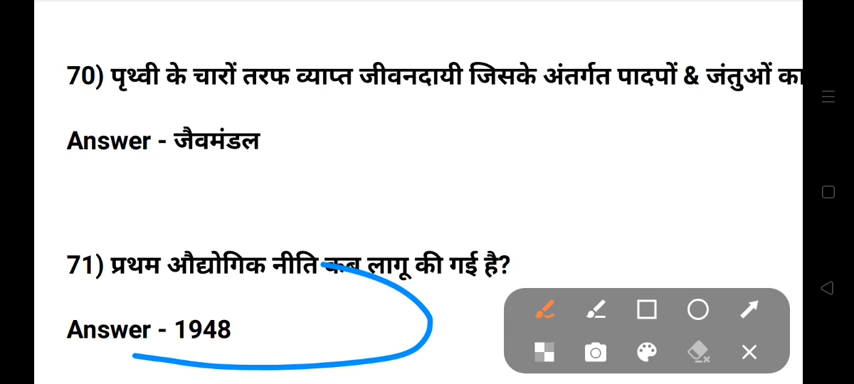 70) पृथ्वी के चारों तरफ व्याप्त जीवनदायी जिसके अंतर्गत पादपों & जंतुओं का
Answer - जैवमंडल
71) प्रथम औद्योगिक नीति कब लागू की गई है?
Answer - 1948